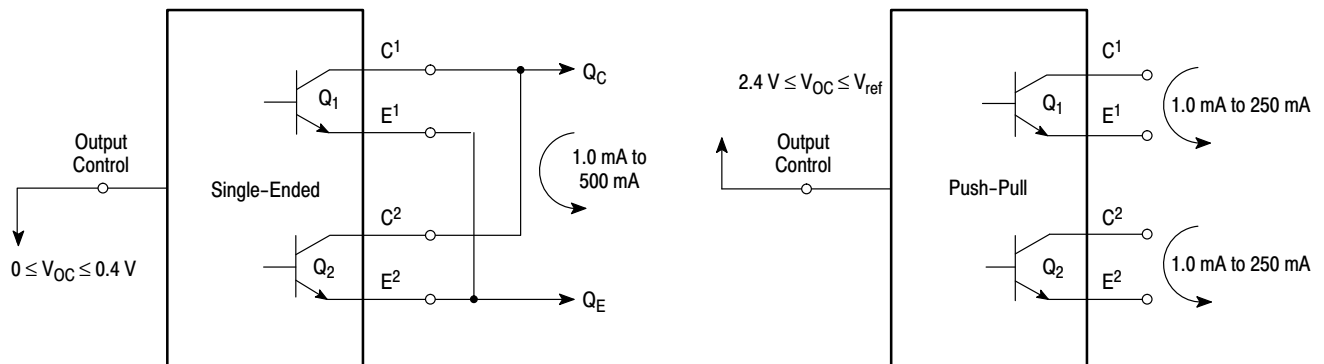 C1
QC
Q1
E1
Output
Control
Single-Ended
1.0 mA to
500 mA
C2
0 ≤ VOC ≤ 0.4 V
Q2
E2
QE
C1
2.4 V ≤ VOC ≤ Vref
Q1
1.0 mA to 250 mA
E1
Output
Control
Push-Pull
C2
Q2
1.0 mA to 250 mA
E2